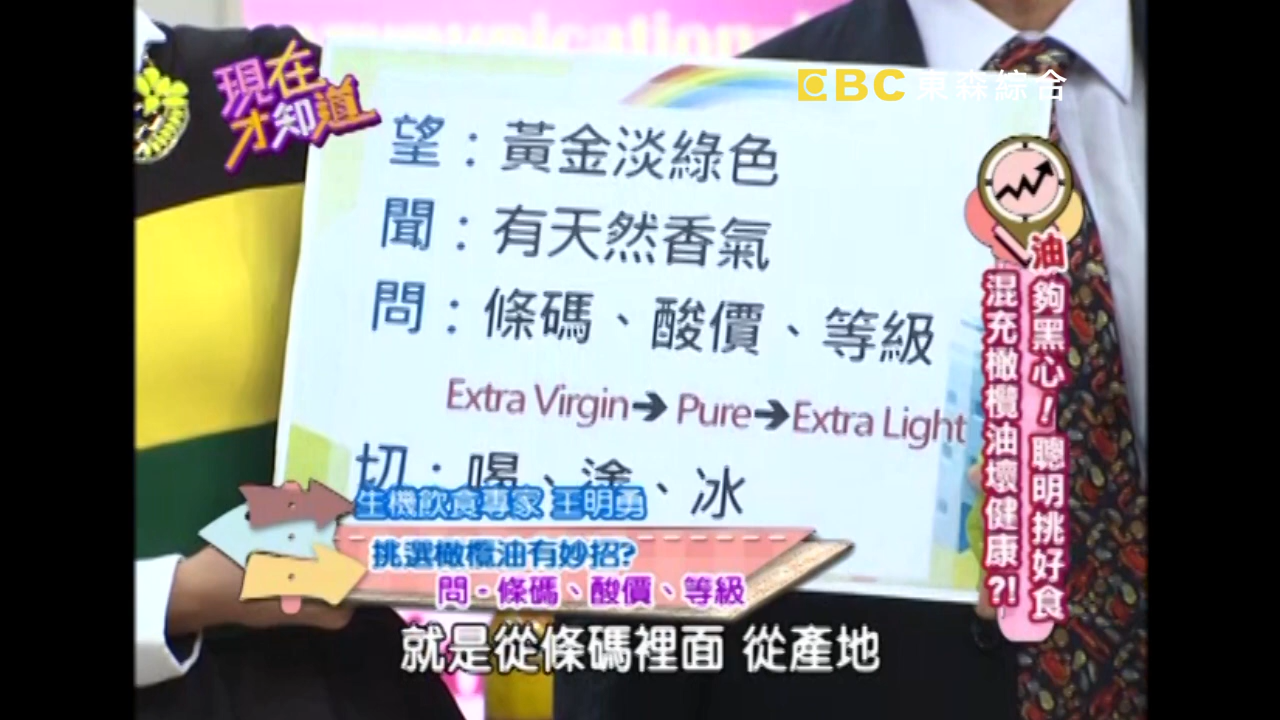 mmunication
EBC 東森綜合
現在
才知道
望：黃金淡綠色
聞：有天然香氣
問：條碼、酸價、等級
Extra Virgin➔ Pure➔Extra Light
切：喝、塗、冰
油夠黑心！聰明挑好食
混充橄欖油壞健康?!
生機飲食專家 王明勇
挑選橄欖油有妙招?
問-條碼、酸價、等級
就是從條碼裡面 從產地